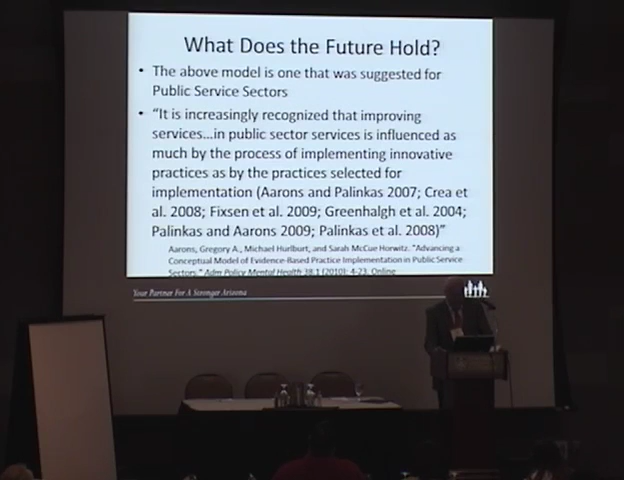 What Does the Future Hold?
• The above model is one that was suggested for
Public Service Sectors
• "It is increasingly recognized that improving
services...in public sector services is influenced as
much by the process of implementing innovative
practices as by the practices selected for
implementation (Aarons and Palinkas 2007; Crea et
al. 2008; Fixsen et al. 2009; Greenhalgh et al. 2004;
Palinkas and Aarons 2009; Palinkas et al. 2008)"
Aarons, Gregory A., Michael Hurlburt, and Sarah McCue Horwitz. "Advancing a
Conceptual Model of Evidence-Based Practice Implementation in Public Service
Sectors." Adm Policy Mental Health 38.1 (2010): 4-23. Online
Your Partner For A Stronger Arizona